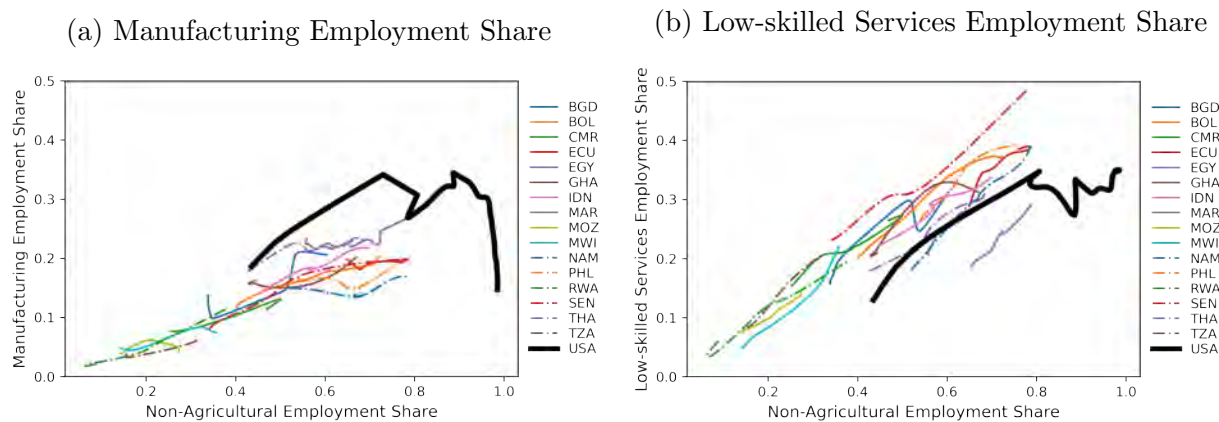 (a) Manufacturing Employment Share
Manufacturing Employment Share
0.5
0.4
0.3
0.2
0.1
0.0
0.2
0.4
0.6
0.8
1.0
Non-Agricultural Employment Share
BGD
BOL
CMR
ECU
EGY
GHA
IDN
MAR
MOZ
MWI
NAM
PHL
RWA
SEN
THA
TZA
USA
(b) Low-skilled Services Employment Share
Low-skilled Services Employment Share
0.5
0.4
0.3
0.2
0.1
0.0
0.2
0.4
0.6
0.8
1.0
Non-Agricultural Employment Share
BGD
BOL
CMR
ECU
EGY
GHA
IDN
MAR
MOZ
MWI
NAM
PHL
RWA
SEN
THA
TZA
USA